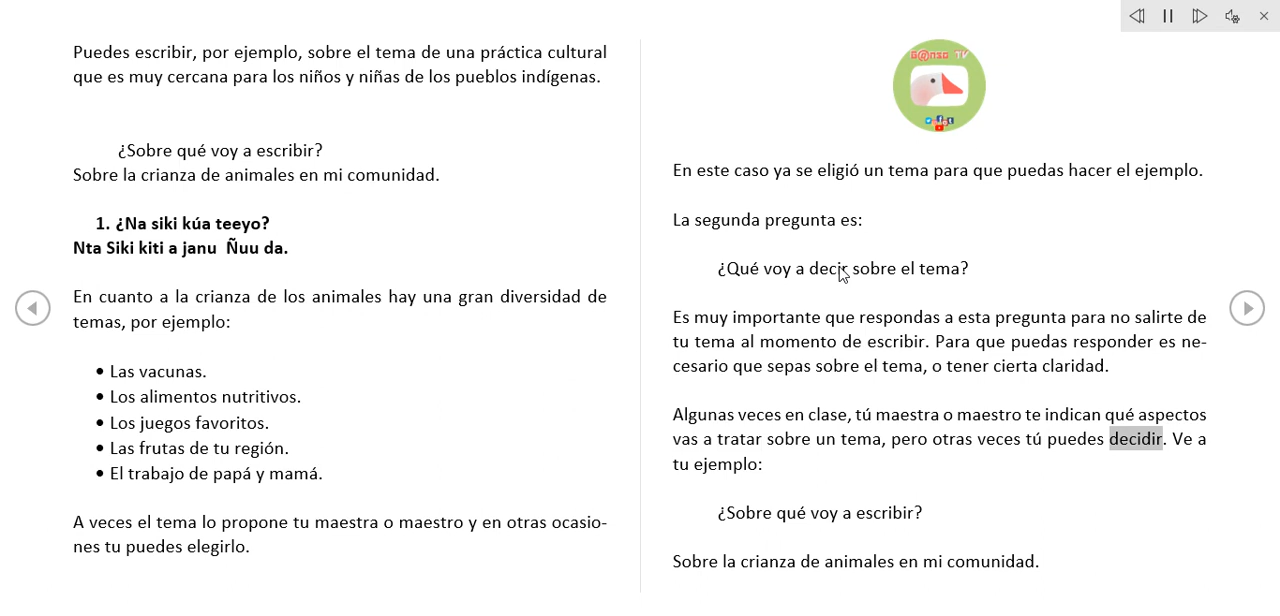 Puedes escribir, por ejemplo, sobre el tema de una práctica cultural
que es muy cercana para los niños y niñas de los pueblos indígenas.
¿Sobre qué voy a escribir?
Sobre la crianza de animales en mi comunidad.
1. ¿Na siki kúa teeyo?
Nta Siki kiti a janu Ñuu da.
En cuanto a la crianza de los animales hay una gran diversidad de
temas, por ejemplo:
• Las vacunas.
• Los alimentos nutritivos.
• Los juegos favoritos.
• Las frutas de tu región.
• El trabajo de papá y mamá.
A veces el tema lo propone tu maestra o maestro y en otras ocasio-
nes tu puedes elegirlo.
G@nso TV
En este caso ya se eligió un tema para que puedas hacer el ejemplo.
La segunda pregunta es:
¿Qué voy a decir sobre el tema?
Es muy importante que respondas a esta pregunta para no salirte de
tu tema al momento de escribir. Para que puedas responder es ne-
cesario que sepas sobre el tema, o tener cierta claridad.
Algunas veces en clase, tú maestra o maestro te indican qué aspectos
vas a tratar sobre un tema, pero otras veces tú puedes decidir. Ve a
tu ejemplo:
¿Sobre qué voy a escribir?
Sobre la crianza de animales en mi comunidad.